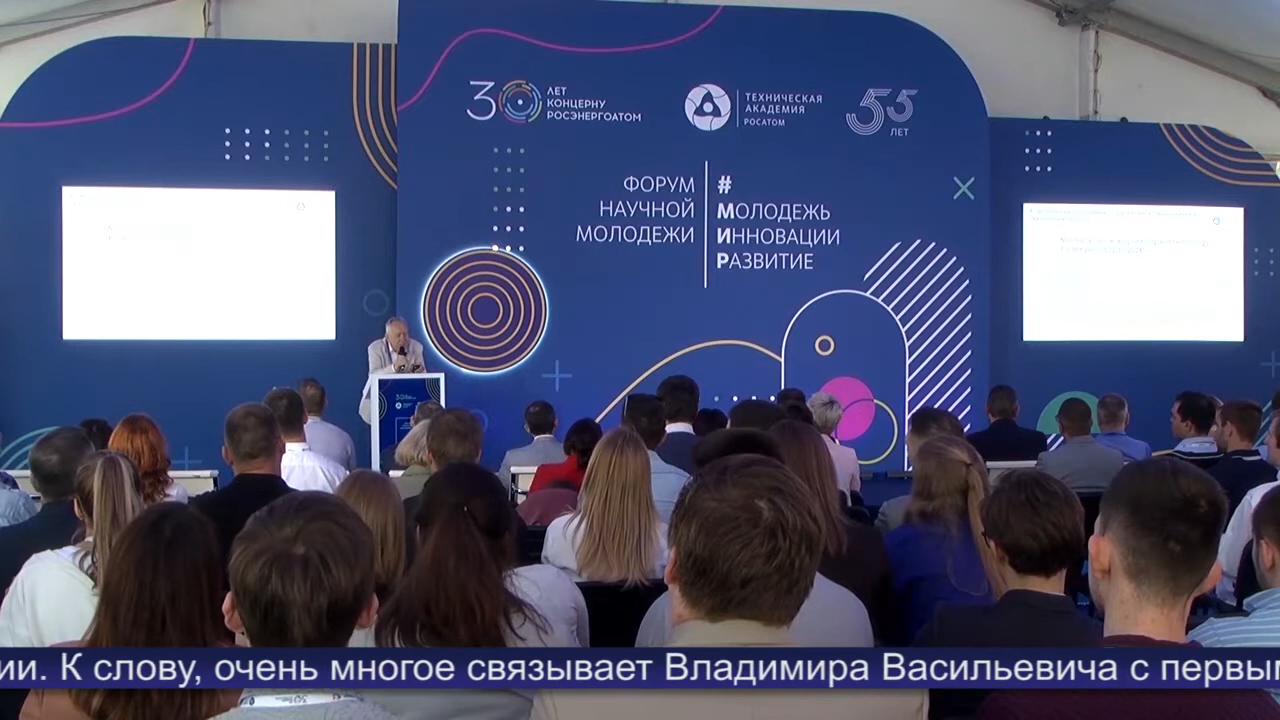 30 ЛЕТ
КОНЦЕРНУ
РОСЭНЕРГОАТОМ
ТЕХНИЧЕСКАЯ
АКАДЕМИЯ
РОСАТОМ
55
ЛЕТ
ФОРУМ
НАУЧНОЙ
МОЛОДЕЖИ
#
МОЛОДЕЖЬ
ИННОВАЦИИ
РАЗВИТИЕ
ии. К слову, очень многое связывает Владимира Васильевича с первы